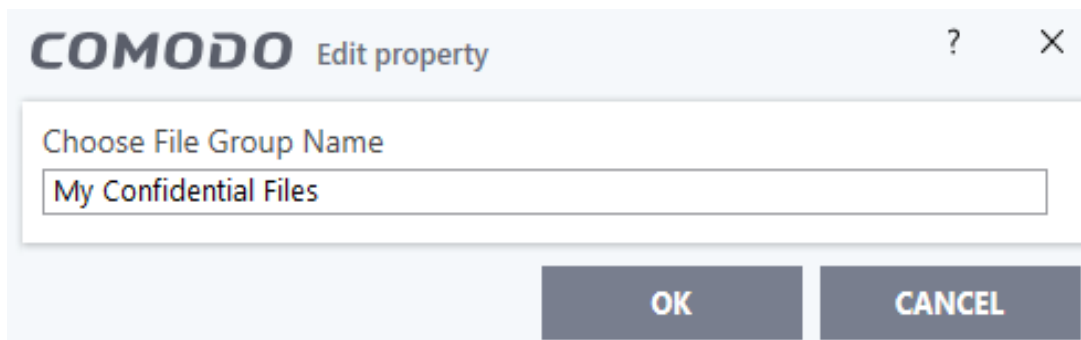 COMODO Edit property ?
Choose File Group Name
My Confidential Files
OK CANCEL